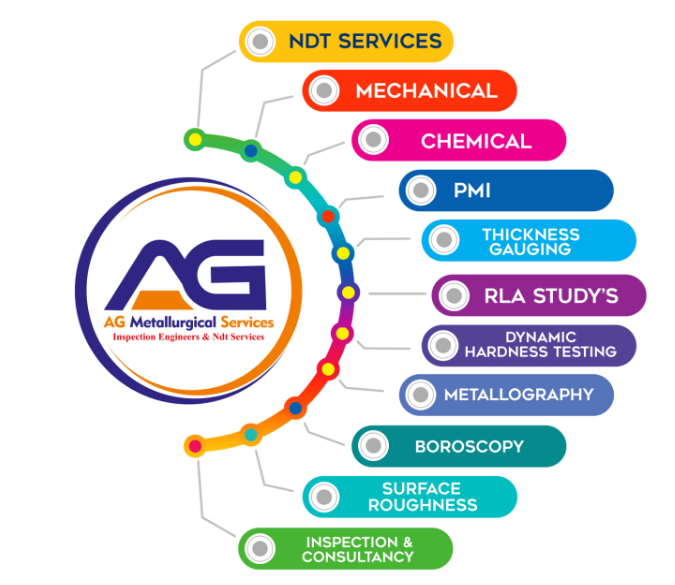 NDT SERVICES
MECHANICAL
CHEMICAL
PMI
THICKNESS
GAUGING
RLA STUDY'S
DYNAMIC
HARDNESS TESTING
METALLOGRAPHY
BOROSCOPY
SURFACE
ROUGHNESS
INSPECTION &
CONSULTANCY
AG
AG Metallurgical Services
Inspection Engineers & Ndt Services